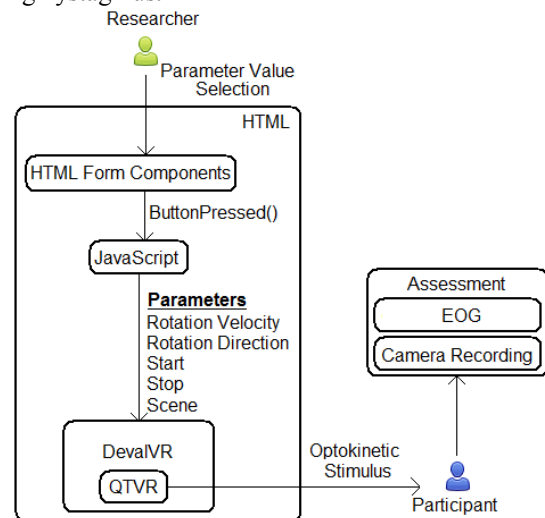 Researcher
Parameter Value
Selection
HTML
HTML Form Components
ButtonPressed()
JavaScript
Parameters
Rotation Velocity
Rotation Direction
Start
Stop
Scene
DevalVR
QTVR
Optokinetic
Stimulus
Assessment
EOG
Camera Recording
Participant